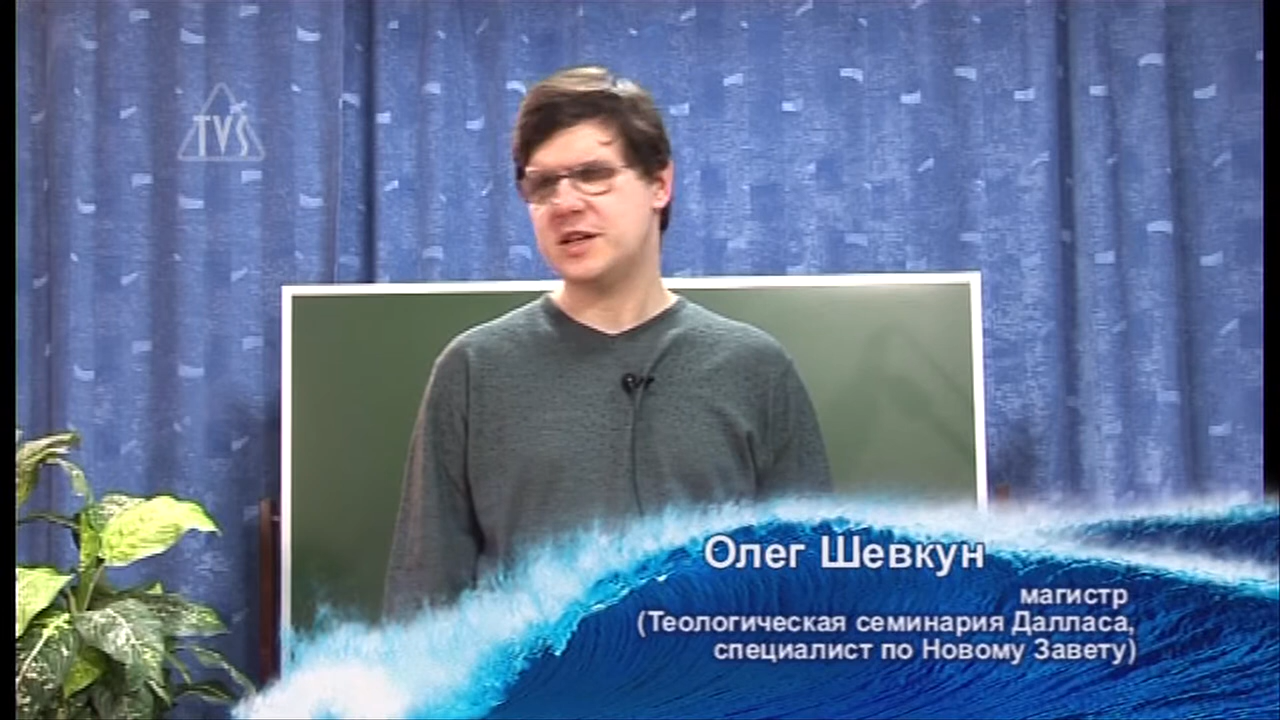 TVS
Олег Шевкун
магистр
(Теологическая семинария Далласа,
специалист по Новому Завету)